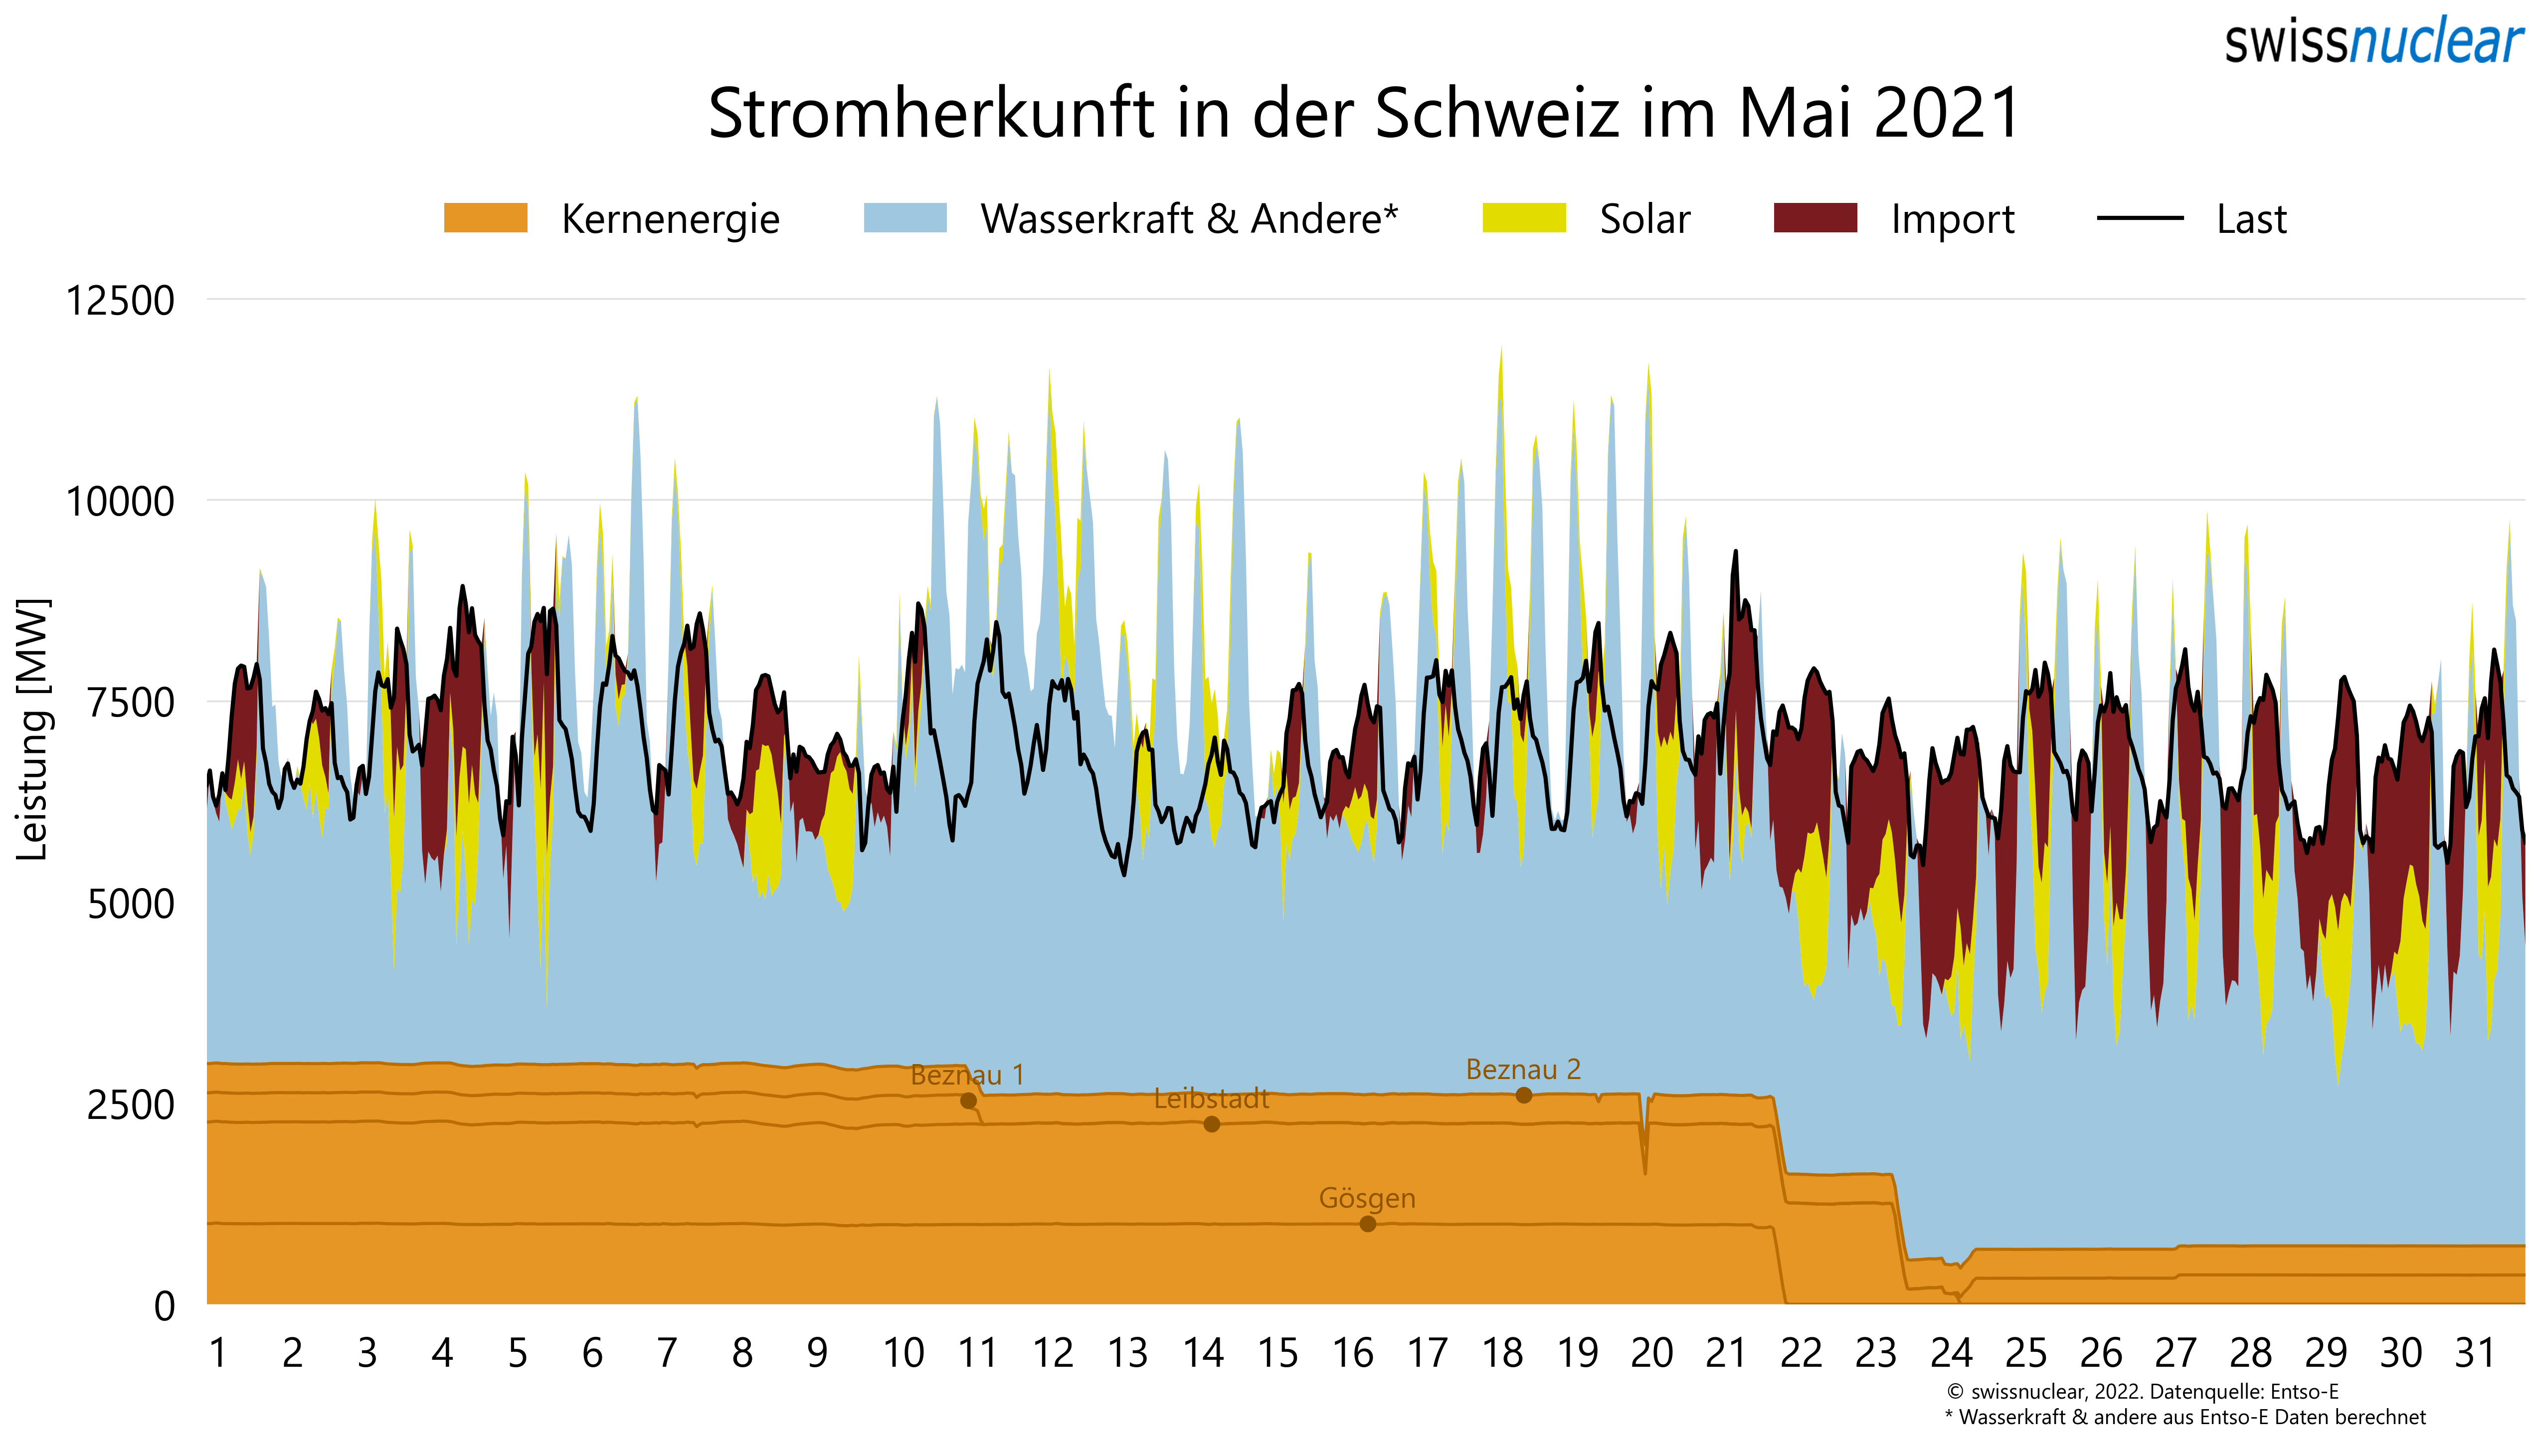 swissnuclear
Stromherkunft in der Schweiz im Mai 2021
Kernenergie Wasserkraft & Andere* Solar Import Last
Leistung [MW]
12500
10000
7500
5000
2500
0
Beznau 1
Leibstadt
Beznau 2
Gösgen
1 2 3 4 5 6 7 8 9 10 11 12 13 14 15 16 17 18 19 20 21 22 23 24 25 26 27 28 29 30 31
© swissnuclear, 2022. Datenquelle: Entso-E
* Wasserkraft & andere aus Entso-E Daten berechnet